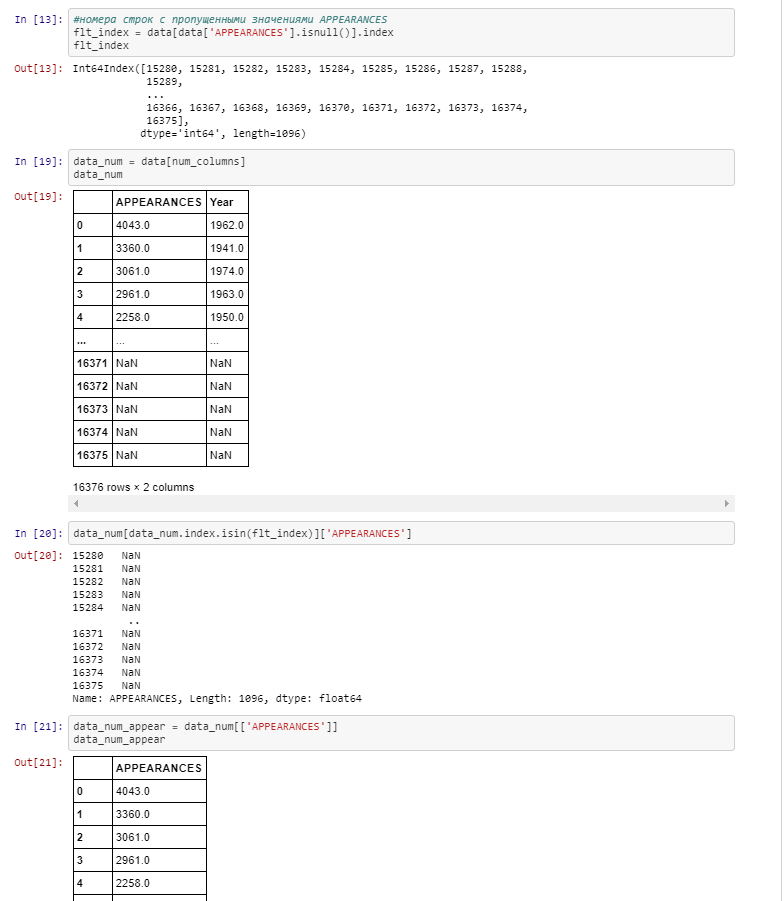 In [13]: #номера строк с пропущенными значениями APPEARANCES
flt_index = data[data['APPEARANCES'].isnull()].index
flt_index
Out[13]: Int64Index([15280, 15281, 15282, 15283, 15284, 15285, 15286, 15287, 15288,
15289,
...
16366, 16367, 16368, 16369, 16370, 16371, 16372, 16373, 16374,
16375],
dtype='int64', length=1096)
In [19]: data_num = data[num_columns]
data_num
Out[19]:
APPEARANCES Year
0 4043.0 1962.0
1 3360.0 1941.0
2 3061.0 1974.0
3 2961.0 1963.0
4 2258.0 1950.0
... ... ...
16371 NaN NaN
16372 NaN NaN
16373 NaN NaN
16374 NaN NaN
16375 NaN NaN
16376 rows × 2 columns
In [20]: data_num[data_num.index.isin(flt_index)]['APPEARANCES']
Out[20]: 15280 NaN
15281 NaN
15282 NaN
15283 NaN
15284 NaN
..
16371 NaN
16372 NaN
16373 NaN
16374 NaN
16375 NaN
Name: APPEARANCES, Length: 1096, dtype: float64
In [21]: data_num_appear = data_num[['APPEARANCES']]
data_num_appear
Out[21]:
APPEARANCES
0 4043.0
1 3360.0
2 3061.0
3 2961.0
4 2258.0